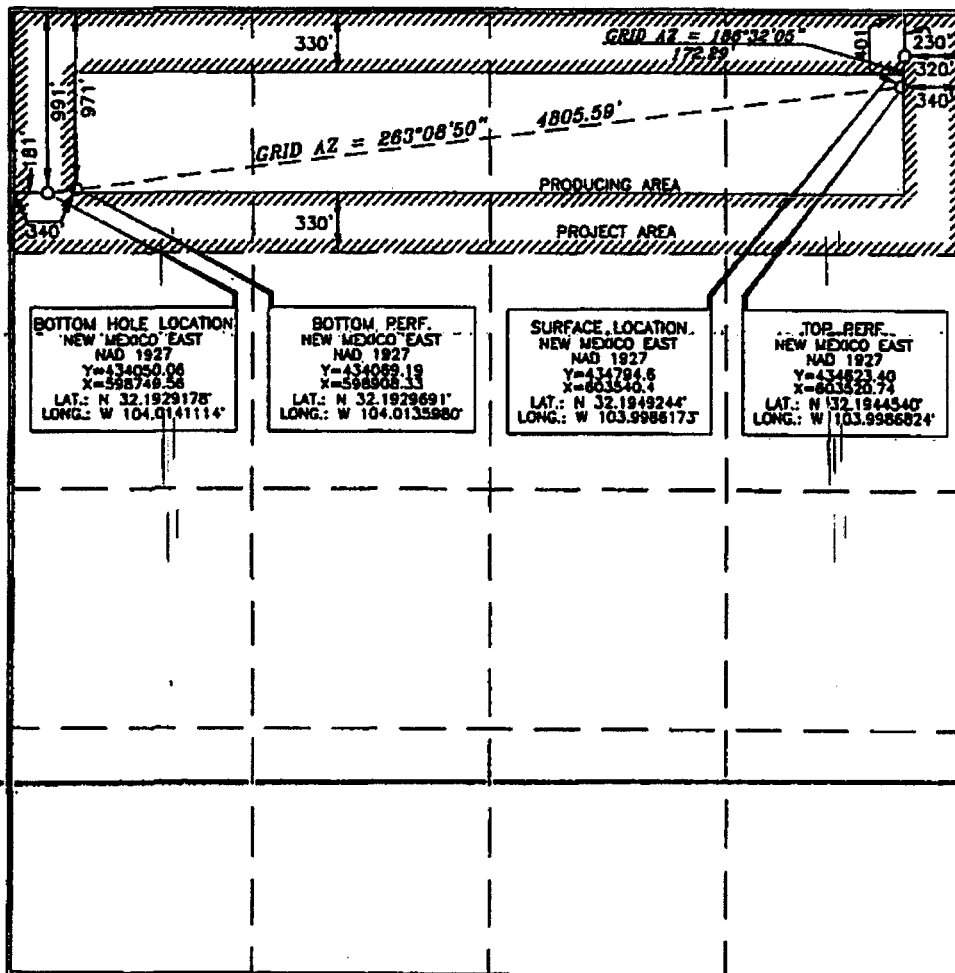 330'
GRID AZ = 186°32'05"
172.29'
401'
230'
320'
340'
991'
971'
181'
340'
GRID AZ = 263°08'50" 4805.59'
PRODUCING AREA
330'
PROJECT AREA
BOTTOM HOLE LOCATION
NEW MEXICO EAST
NAD 1927
Y=434050.06
X=598749.56
LAT.: N 32.1929178°
LONG.: W 104.0141114°
BOTTOM PERF.
NEW MEXICO EAST
NAD 1927
Y=434069.19
X=598908.33
LAT.: N 32.1929691°
LONG.: W 104.0135980°
SURFACE LOCATION
NEW MEXICO EAST
NAD 1927
Y=434794.6
X=603540.4
LAT.: N 32.1949244°
LONG.: W 103.9986173°
TOP PERF.
NEW MEXICO EAST
NAD 1927
Y=434623.40
X=603520.74
LAT.: N 32.1944540°
LONG.: W 103.9986824°